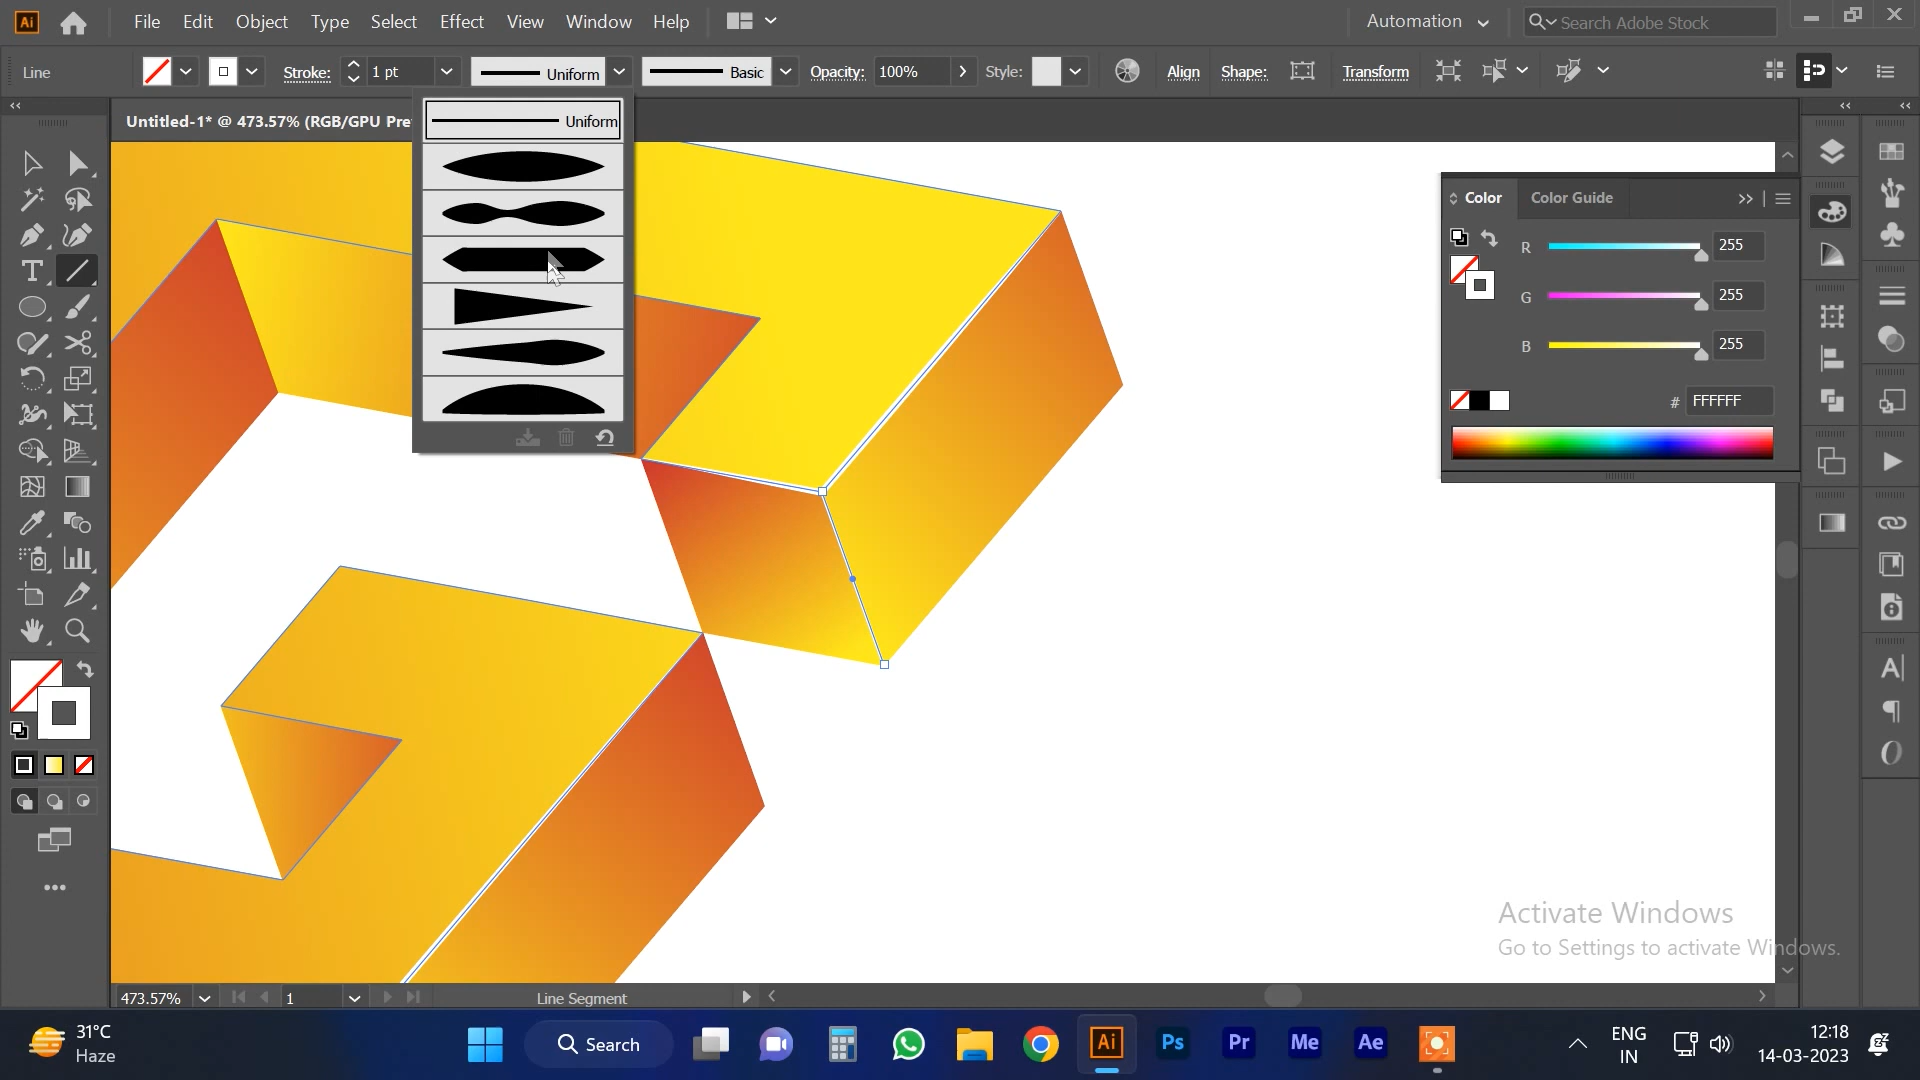 Ai File Edit Object Type Select Effect View Window Help Automation Search Adobe Stock
Line Stroke: 1 pt Uniform Basic Opacity: 100% Style: Align Shape: Transform
Untitled-1* @ 473.57% (RGB/GPU Pre
Uniform
Color Color Guide
R 255
G 255
B 255
# FFFFFF
Activate Windows
Go to Settings to activate Windows.
473.57% 1 Line Segment
31°C
Haze
Search
Ai Ps Pr Me Ae
ENG
IN
12:18
14-03-2023